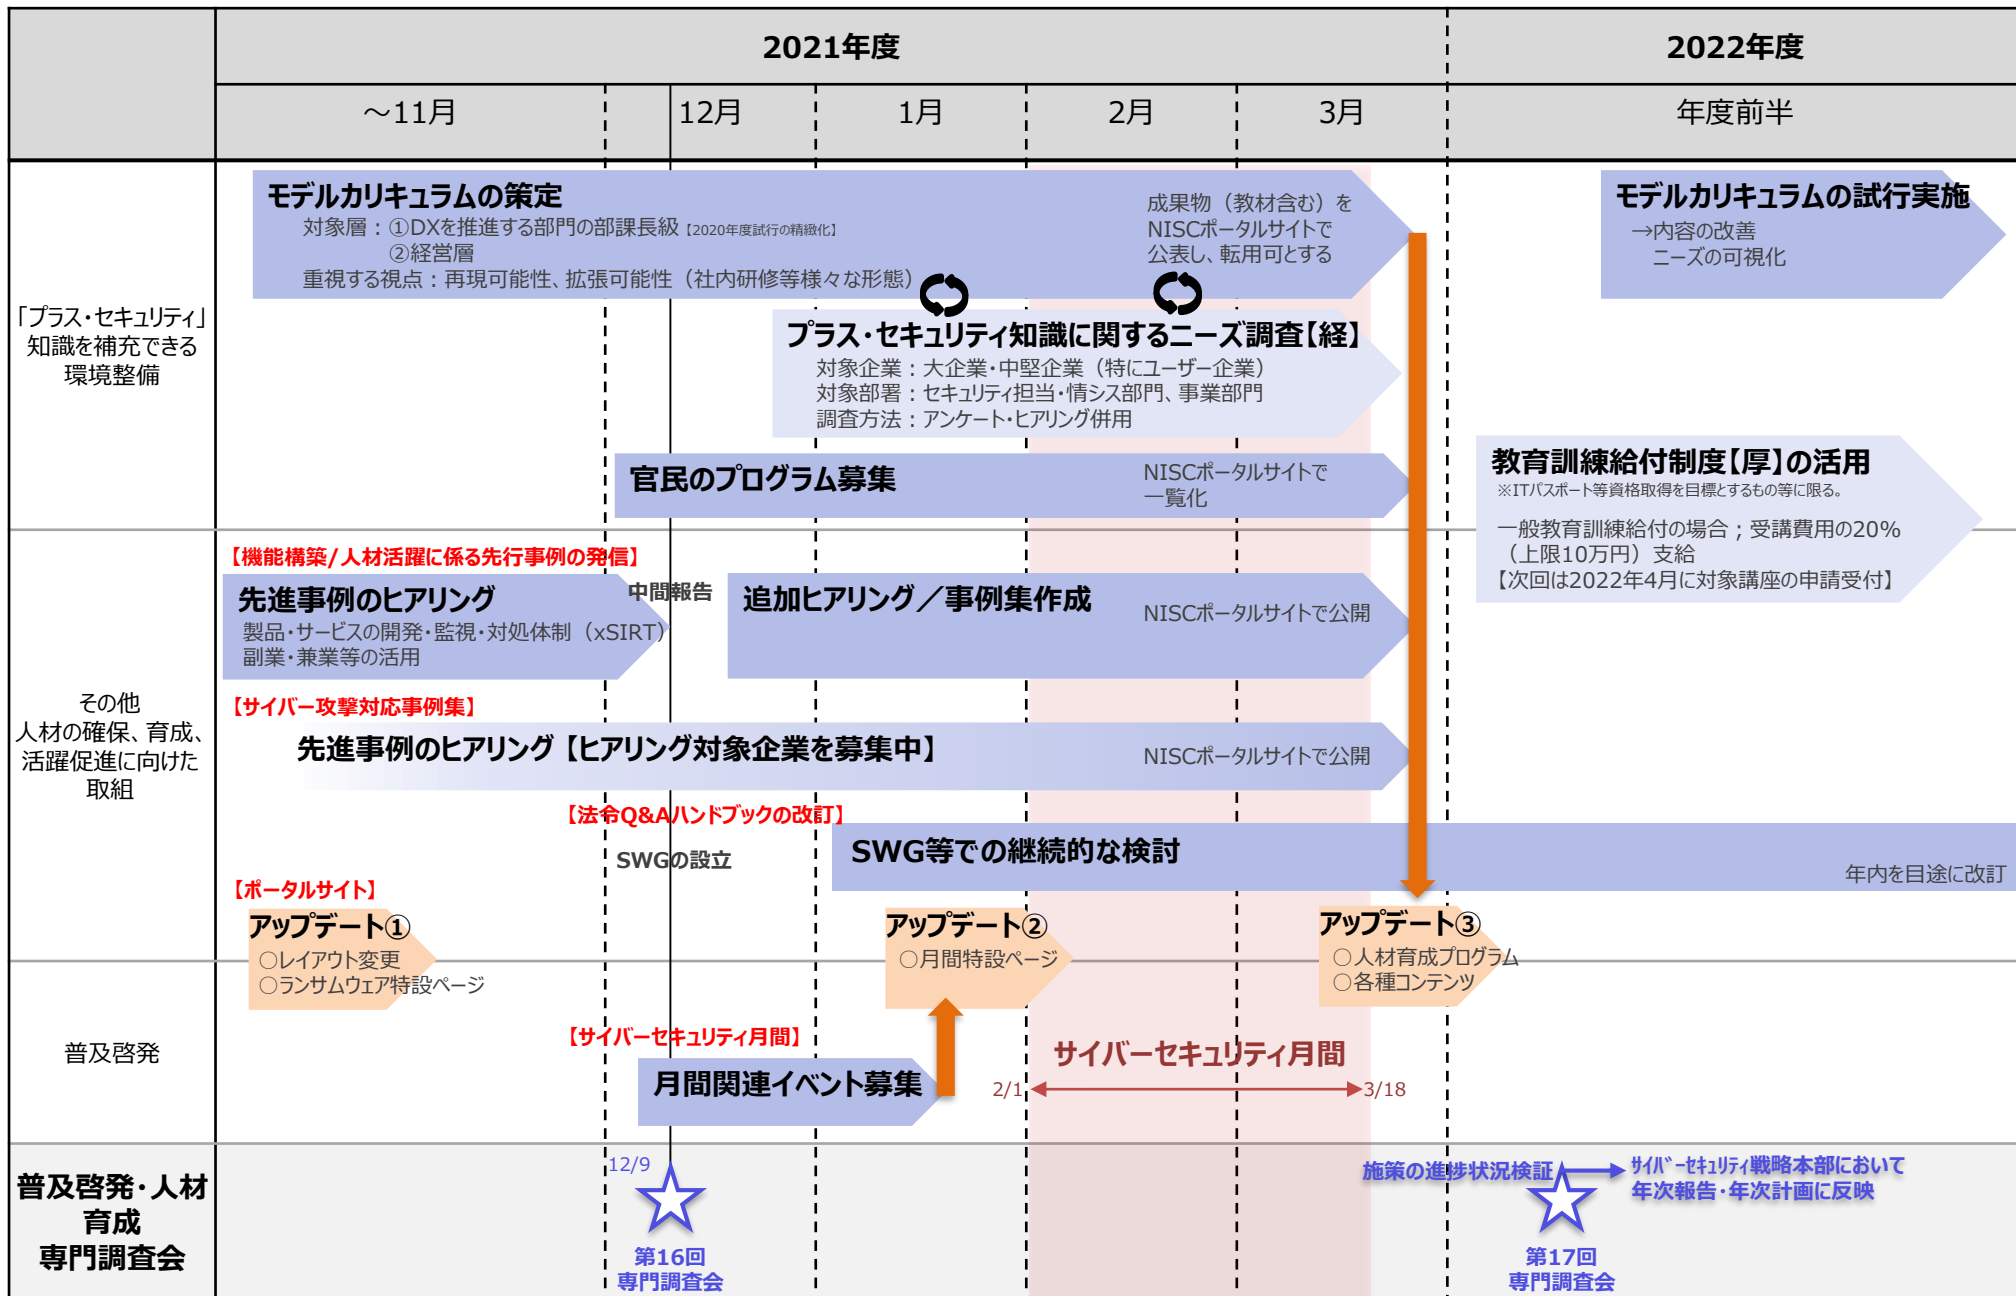 2021年度
2022年度
～11月
12月
1月
2月
3月
年度前半
「プラス・セキュリティ」
知識を補充できる
環境整備
モデルカリキュラムの策定
対象層：①DXを推進する部門の部課長級【2020年度試行の精緻化】
②経営層
重視する視点：再現可能性、拡張可能性（社内研修等様々な形態）
成果物（教材含む）を
NISCポータルサイトで
公表し、転用可とする
モデルカリキュラムの試行実施
→内容の改善
ニーズの可視化
プラス・セキュリティ知識に関するニーズ調査【経】
対象企業：大企業・中堅企業（特にユーザー企業）
対象部署：セキュリティ担当・情シス部門、事業部門
調査方法：アンケート・ヒアリング併用
官民のプログラム募集
NISCポータルサイトで
一覧化
教育訓練給付制度【厚】の活用
※ITパスポート等資格取得を目標とするもの等に限る。
一般教育訓練給付の場合；受講費用の20%
（上限10万円）支給
【次回は2022年4月に対象講座の申請受付】
その他
人材の確保、育成、
活躍促進に向けた
取組
【機能構築/人材活躍に係る先行事例の発信】
先進事例のヒアリング
製品・サービスの開発・監視・対処体制（xSIRT）
副業・兼業等の活用
中間報告
追加ヒアリング／事例集作成
NISCポータルサイトで公開
【サイバー攻撃対応事例集】
先進事例のヒアリング【ヒアリング対象企業を募集中】
NISCポータルサイトで公開
【法令Q&Aハンドブックの改訂】
SWGの設立
SWG等での継続的な検討
年内を目途に改訂
【ポータルサイト】
アップデート①
○レイアウト変更
○ランサムウェア特設ページ
アップデート②
○月間特設ページ
アップデート③
○人材育成プログラム
○各種コンテンツ
普及啓発
【サイバーセキュリティ月間】
月間関連イベント募集
サイバーセキュリティ月間
2/1
3/18
普及啓発・人材
育成
専門調査会
12/9
第16回
専門調査会
施策の進捗状況検証
ｻｲﾊﾞｰｾｷｭﾘﾃｨ戦略本部において
年次報告・年次計画に反映
第17回
専門調査会